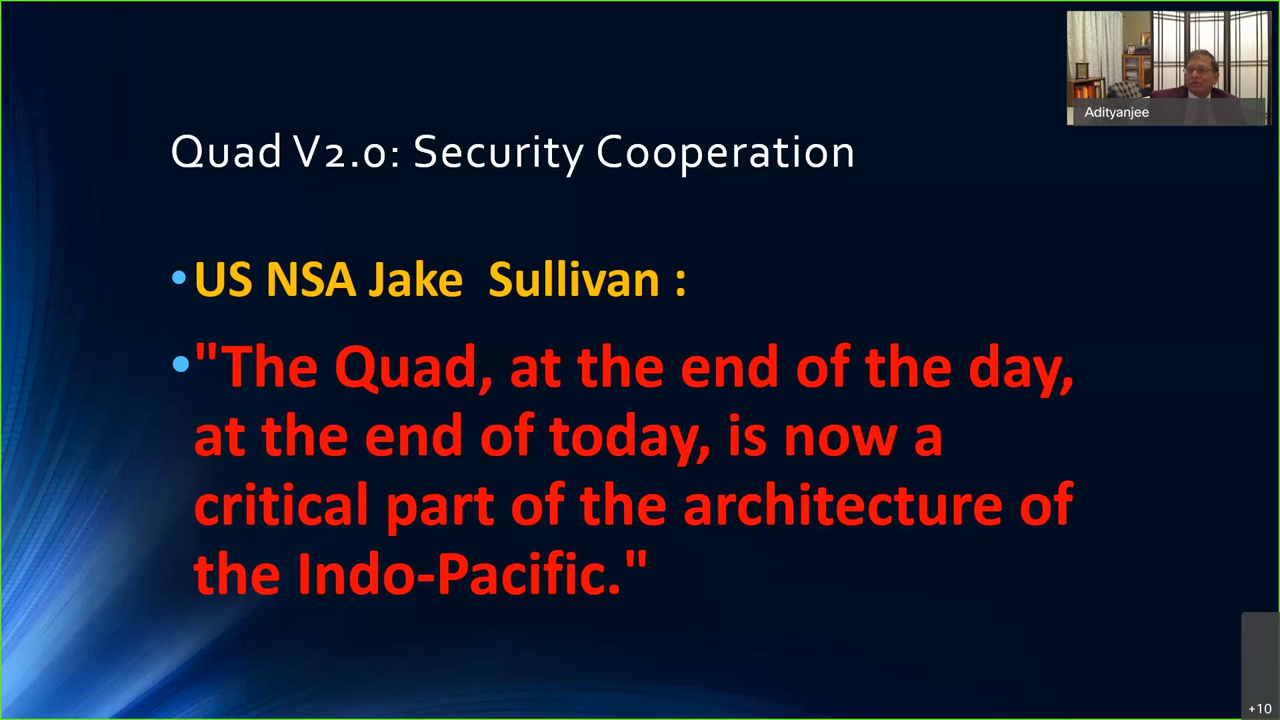 Adityanjee
Quad V2.0: Security Cooperation
•US NSA Jake  Sullivan :
•"The Quad, at the end of the day,
at the end of today, is now a
critical part of the architecture of
the Indo-Pacific."
+10